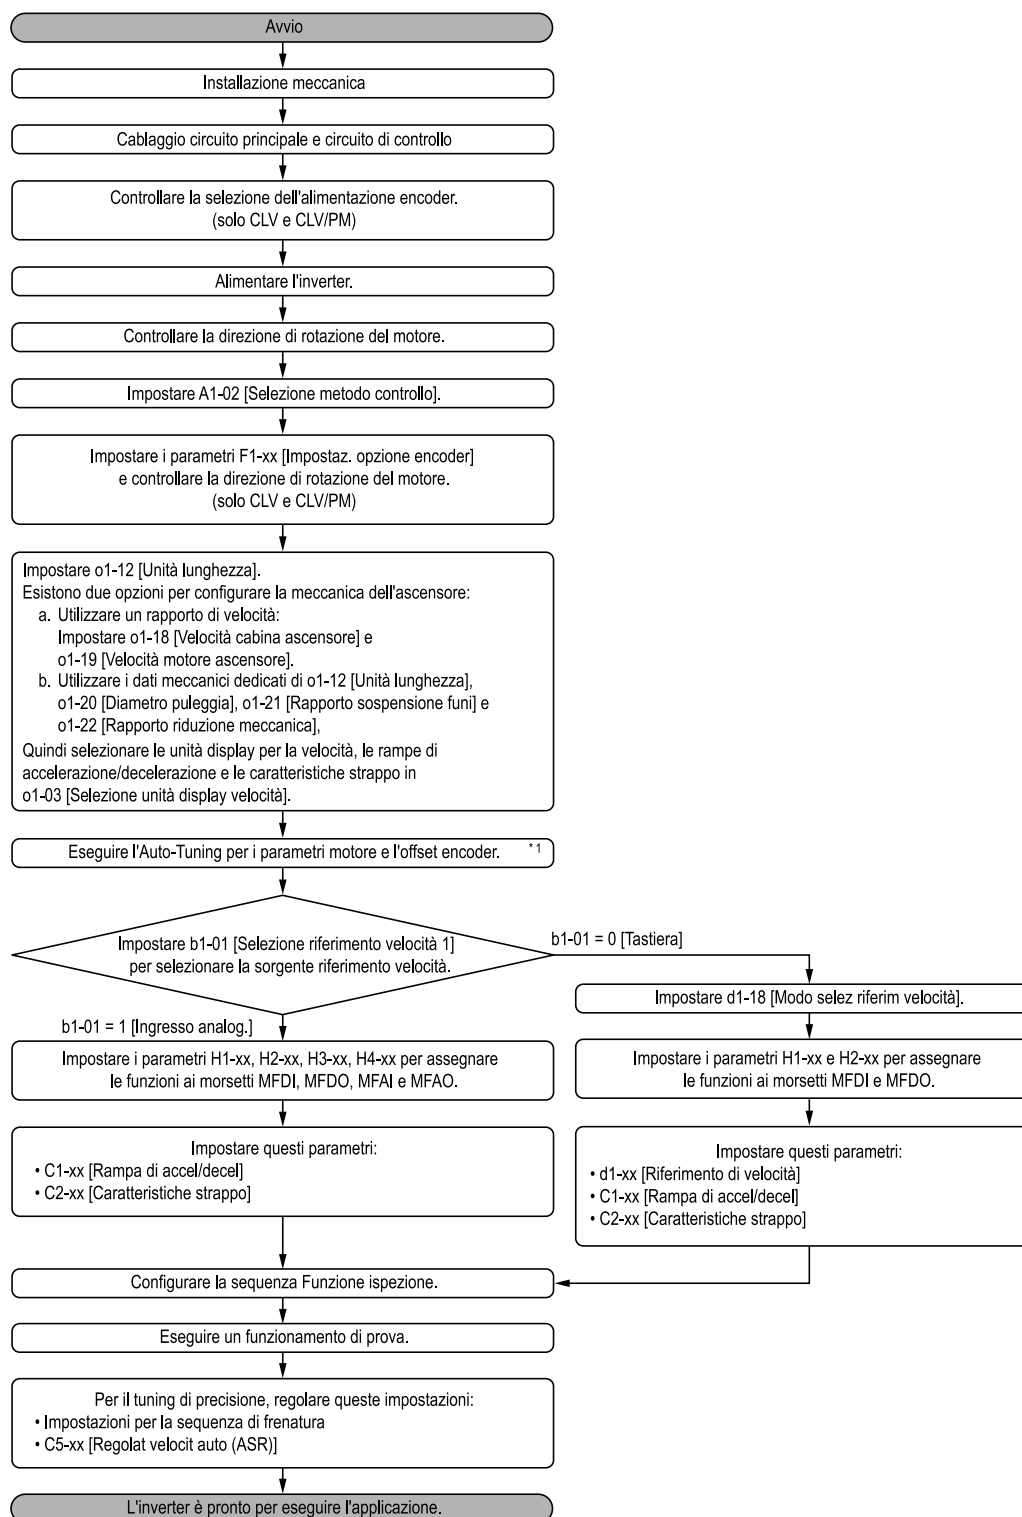 Avvio
Installazione meccanica
Cablaggio circuito principale e circuito di controllo
Controllare la selezione dell'alimentazione encoder.
(solo CLV e CLV/PM)
Alimentare l'inverter.
Controllare la direzione di rotazione del motore.
Impostare A1-02 [Selezione metodo controllo].
Impostare i parametri F1-xx [Impostaz. opzione encoder]
e controllare la direzione di rotazione del motore.
(solo CLV e CLV/PM)
Impostare o1-12 [Unità lunghezza].
Esistono due opzioni per configurare la meccanica dell'ascensore:
a. Utilizzare un rapporto di velocità:
Impostare o1-18 [Velocità cabina ascensore] e
o1-19 [Velocità motore ascensore].
b. Utilizzare i dati meccanici dedicati di o1-12 [Unità lunghezza],
o1-20 [Diametro puleggia], o1-21 [Rapporto sospensione funi] e
o1-22 [Rapporto riduzione meccanica],
Quindi selezionare le unità display per la velocità, le rampe di
accelerazione/decelerazione e le caratteristiche strappo in
o1-03 [Selezione unità display velocità].
Eseguire l'Auto-Tuning per i parametri motore e l'offset encoder. *1
Impostare b1-01 [Selezione riferimento velocità 1]
per selezionare la sorgente riferimento velocità.
b1-01 = 0 [Tastiera]
b1-01 = 1 [Ingresso analog.]
Impostare i parametri H1-xx, H2-xx, H3-xx, H4-xx per assegnare
le funzioni ai morsetti MFDI, MFDO, MFAI e MFAO.
Impostare questi parametri:
• C1-xx [Rampa di accel/decel]
• C2-xx [Caratteristiche strappo]
Impostare d1-18 [Modo selez riferim velocità].
Impostare i parametri H1-xx e H2-xx per assegnare
le funzioni ai morsetti MFDI e MFDO.
Impostare questi parametri:
• d1-xx [Riferimento di velocità]
• C1-xx [Rampa di accel/decel]
• C2-xx [Caratteristiche strappo]
Configurare la sequenza Funzione ispezione.
Eseguire un funzionamento di prova.
Per il tuning di precisione, regolare queste impostazioni:
• Impostazioni per la sequenza di frenatura
• C5-xx [Regolat velocit auto (ASR)]
L'inverter è pronto per eseguire l'applicazione.